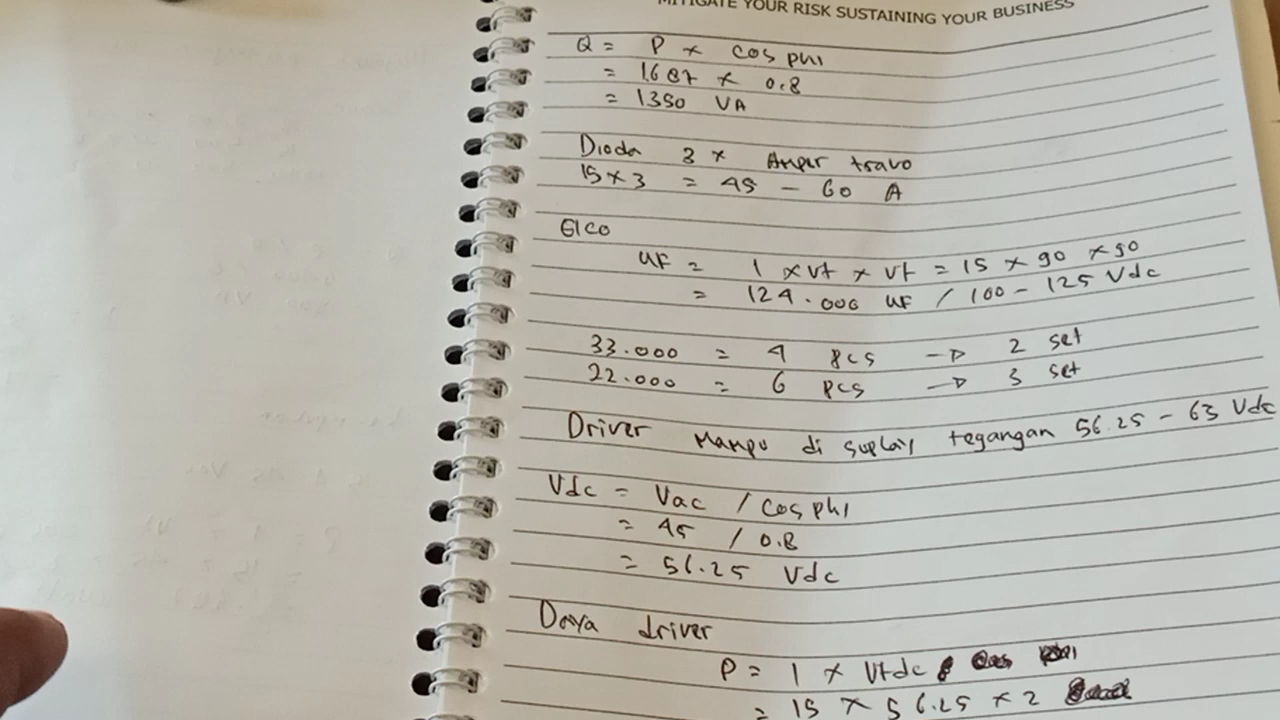 MITIGATE YOUR RISK SUSTAINING YOUR BUSINESS
Q = P x cos phi
= 1687 x 0.8
= 1350 VA
Dioda 3 x Amper travo
15 x 3 = 45 - 60 A
Elco
UF = 1 x Vt x Vt = 15 x 90 x 90
= 124.000 UF / 100 - 125 Vdc
33.000 = 4 pcs → 2 set
22.000 = 6 pcs → 3 set
Driver mampu di suplay tegangan 56.25 - 63 Vdc
Vdc = Vac / cos phi
= 45 / 0.8
= 56.25 Vdc
Daya driver
P = 1 x Vtdc
= 15 x 56.25 x 2